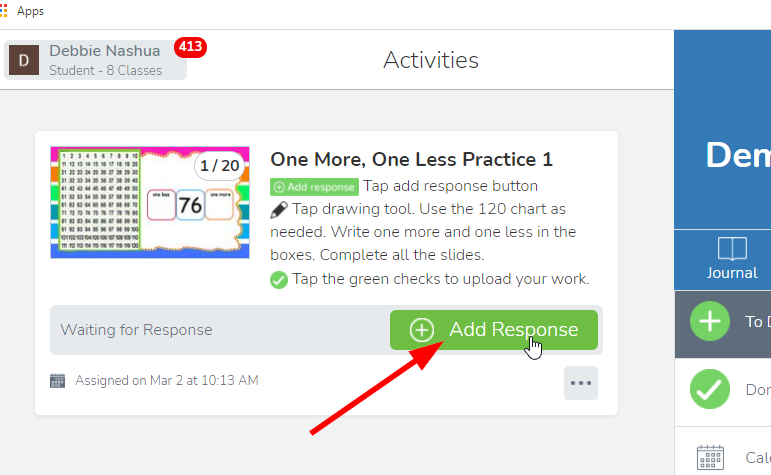 Apps
Debbie Nashua
413
Student - 8 Classes
Activities
1 / 20
one less
76
one more
One More, One Less Practice 1
Add response Tap add response button
Tap drawing tool. Use the 120 chart as
needed. Write one more and one less in the
boxes. Complete all the slides.
Tap the green checks to upload your work.
Waiting for Response
Add Response
Assigned on Mar 2 at 10:13 AM
Dem
Journal
To D
Don
Cale